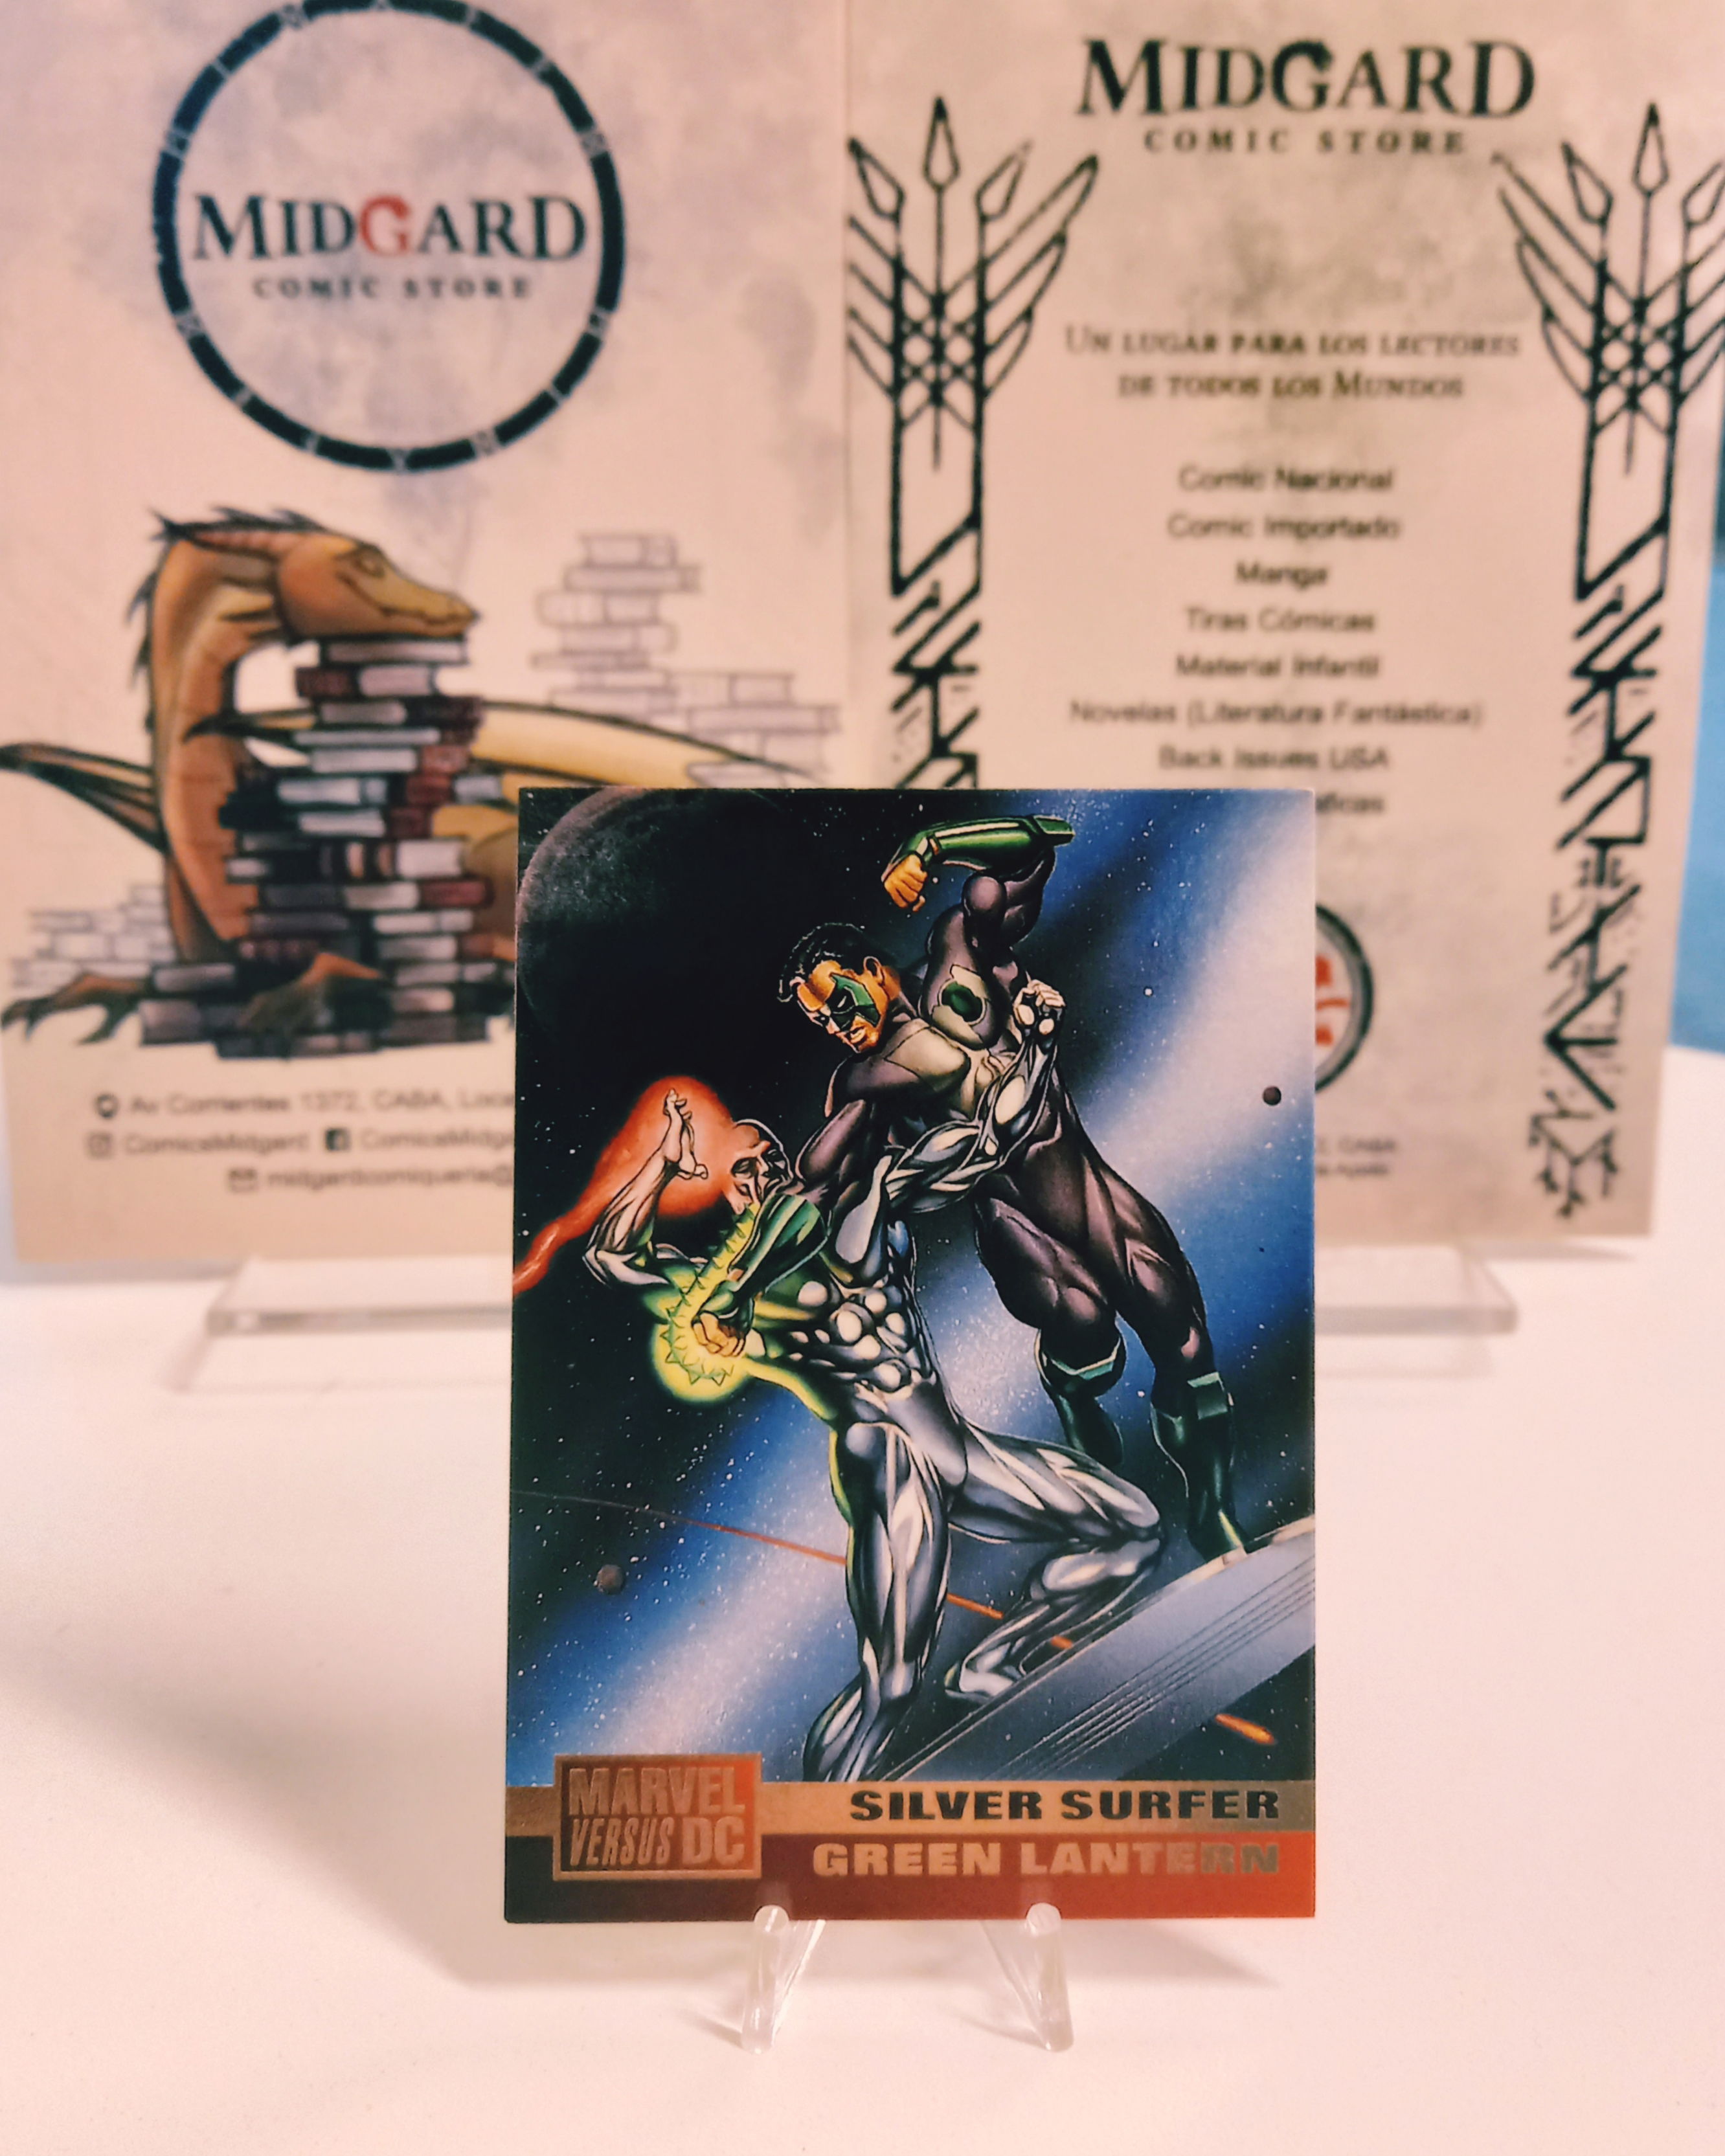 MIDGARD
COMIC STORE
Av Corrientes 1372, CABA,
ComicsMidgard
MIDGARD
COMIC STORE
UN LUGAR PARA LOS LECTORES
DE TODOS LOS MUNDOS
Comic Nacional
Comic Importado
Manga
Tiras Cómicas
Material Infantil
Novelas (Literatura Fantástica)
Back Issues USA
MARVEL
VERSUS DC
SILVER SURFER
GREEN LANTERN